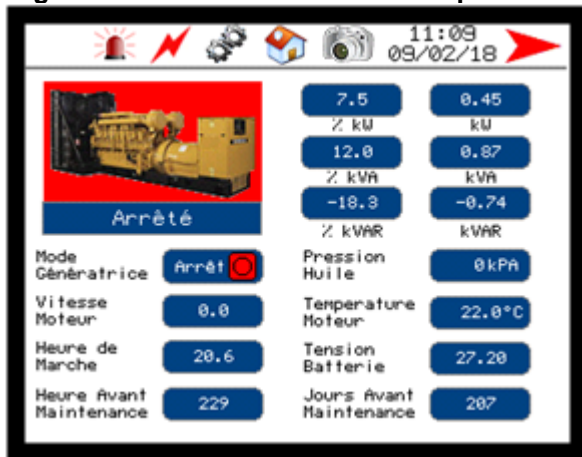 11:09
09/02/18
7.5
0.45
% kW
kW
12.0
0.87
% kVA
kVA
-18.3
-0.74
% kVAR
kVAR
Arrêté
Mode
Génératrice
Arrêt
Pression
Huile
0kPA
Vitesse
Moteur
0.0
Temperature
Moteur
22.0°C
Heure de
Marche
20.6
Tension
Batterie
27.20
Heure Avant
Maintenance
229
Jours Avant
Maintenance
207